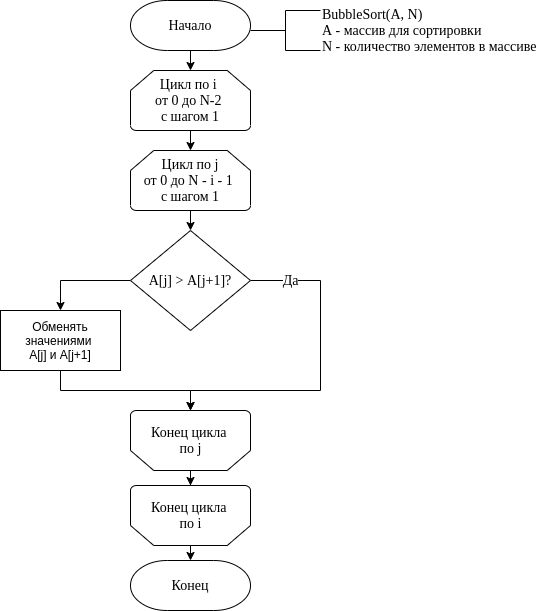 Начало
BubbleSort(A, N)
A - массив для сортировки
N - количество элементов в массиве
Цикл по i
от 0 до N-2
с шагом 1
Цикл по j
от 0 до N - i - 1
с шагом 1
A[j] > A[j+1]?
Да
Обменять
значениями
A[j] и A[j+1]
Конец цикла
по j
Конец цикла
по i
Конец